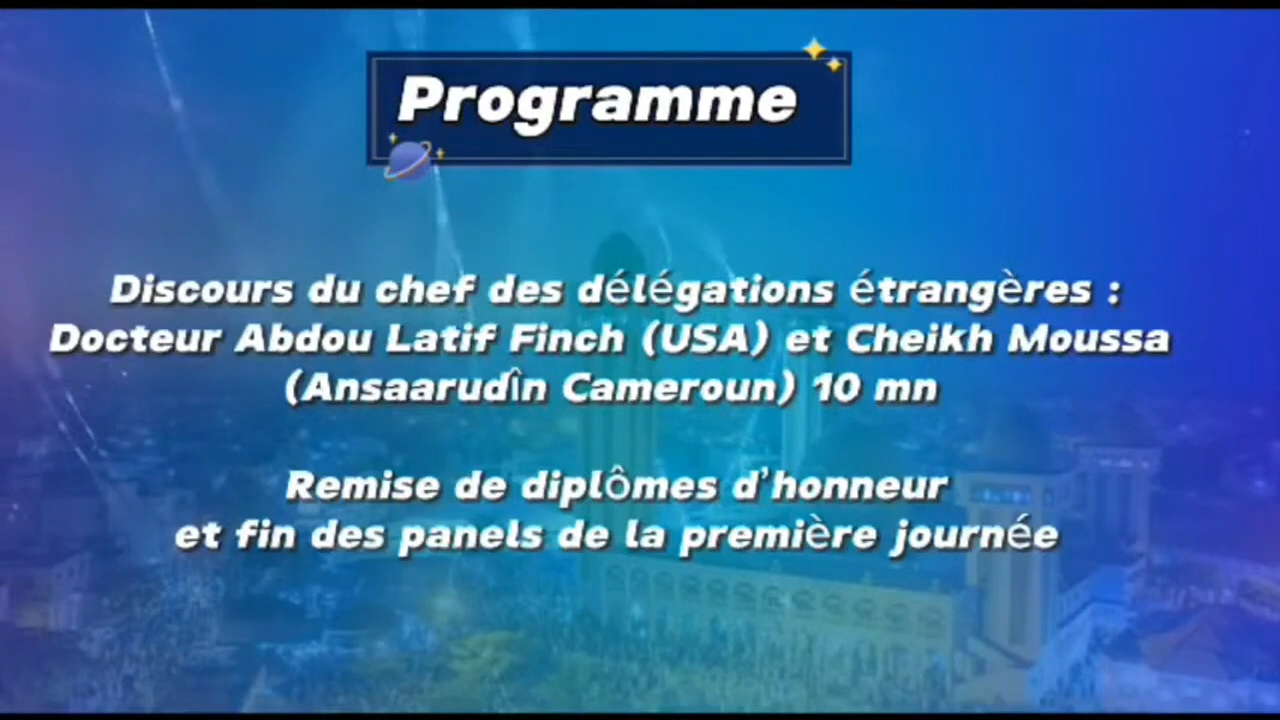 Programme
Discours du chef des délégations étrangères :
Docteur Abdou Latif Finch (USA) et Cheikh Moussa
(Ansaarudîn Cameroun) 10 mn
Remise de diplômes d’honneur
et fin des panels de la première journée